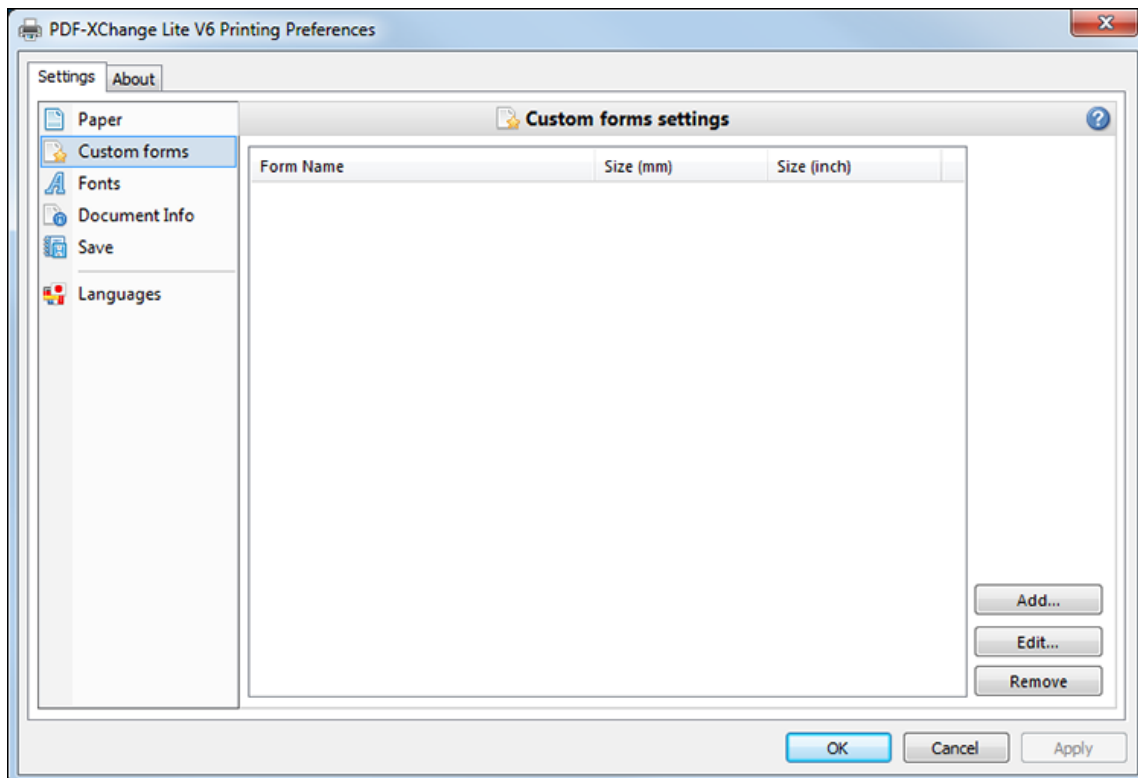 PDF-XChange Lite V6 Printing Preferences
Settings About
Paper
Custom forms
Fonts
Document Info
Save
Languages
Custom forms settings
Form Name Size (mm) Size (inch)
Add...
Edit...
Remove
OK Cancel Apply